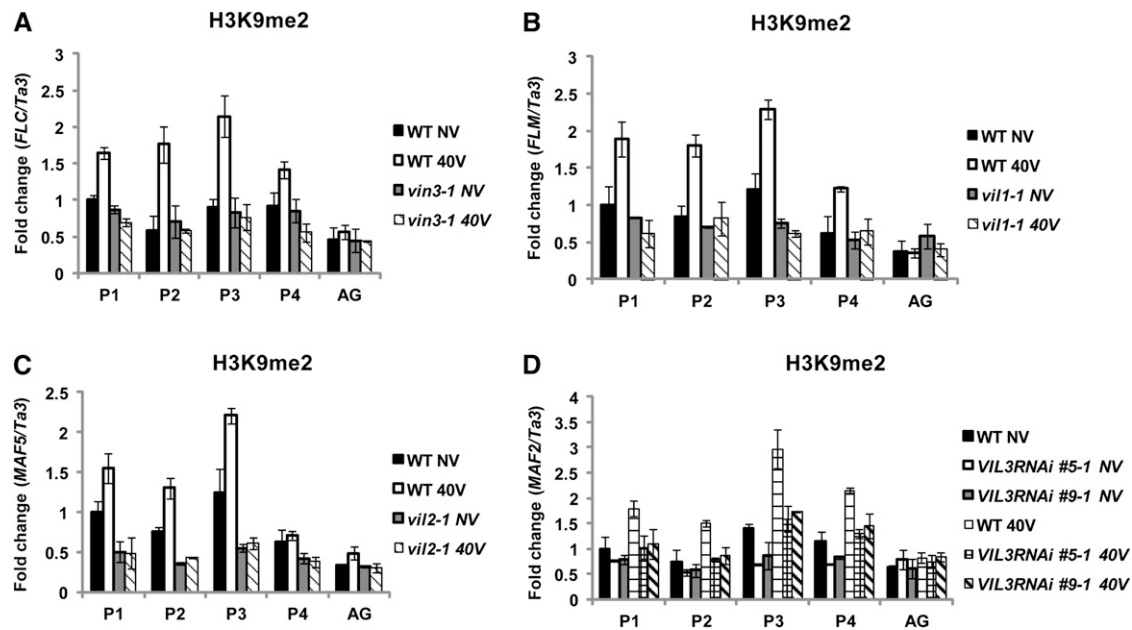 A
H3K9me2
Fold change (FLC/Ta3)
3
2.5
2
1.5
1
0.5
0
P1 P2 P3 P4 AG
WT NV
WT 40V
vin3-1 NV
vin3-1 40V
B
H3K9me2
Fold change (FLM/Ta3)
3
2.5
2
1.5
1
0.5
0
P1 P2 P3 P4 AG
WT NV
WT 40V
vil1-1 NV
vil1-1 40V
C
H3K9me2
Fold change (MAF5/Ta3)
2.5
2
1.5
1
0.5
0
P1 P2 P3 P4 AG
WT NV
WT 40V
vil2-1 NV
vil2-1 40V
D
H3K9me2
Fold change (MAF2/Ta3)
4
3.5
3
2.5
2
1.5
1
0.5
0
P1 P2 P3 P4 AG
WT NV
VIL3RNAi #5-1 NV
VIL3RNAi #9-1 NV
WT 40V
VIL3RNAi #5-1 40V
VIL3RNAi #9-1 40V